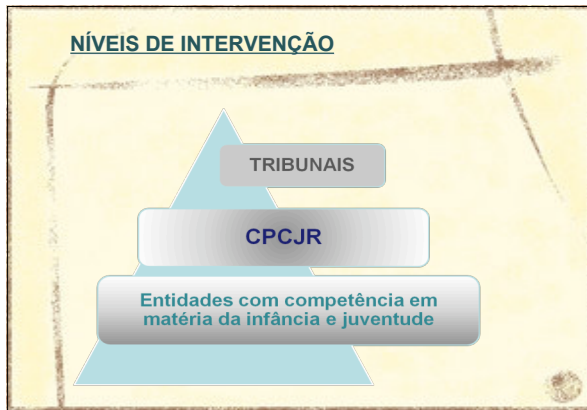 NÍVEIS DE INTERVENÇÃO
TRIBUNAIS
CPCJR
Entidades com competência em
matéria da infância e juventude